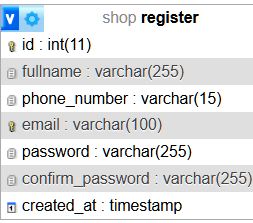 v shop register
id : int(11)
fullname : varchar(255)
phone_number : varchar(15)
email : varchar(100)
password : varchar(255)
confirm_password : varchar(255)
created_at : timestamp